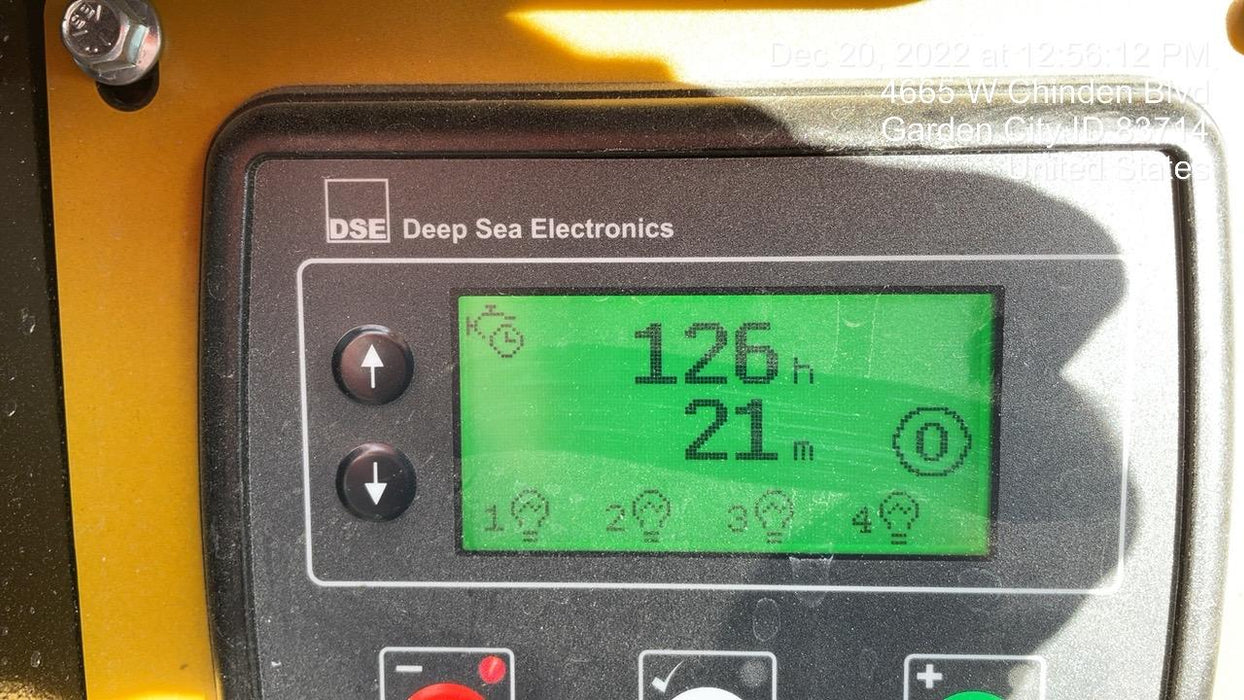 Dec 20, 2022 at 12:56:12 PM
4665 W Chinden Blvd
Garden City ID 83714
United States
DSE Deep Sea Electronics
126 h
21 m
0
1 2 3 4